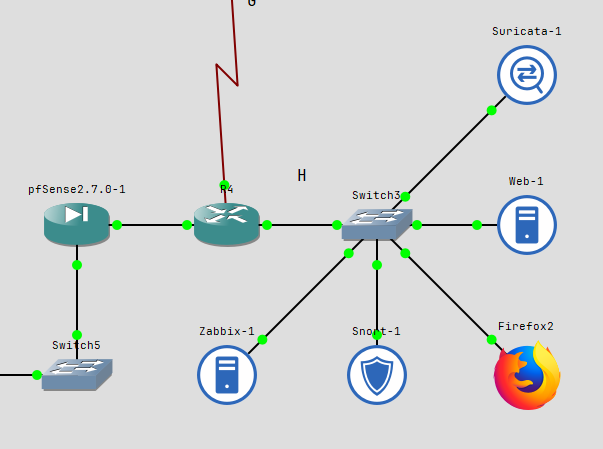 G
Suricata-1
H
pfSense2.7.0-1
R4
Switch3
Web-1
Switch5
Zabbix-1
Snort-1
Firefox2